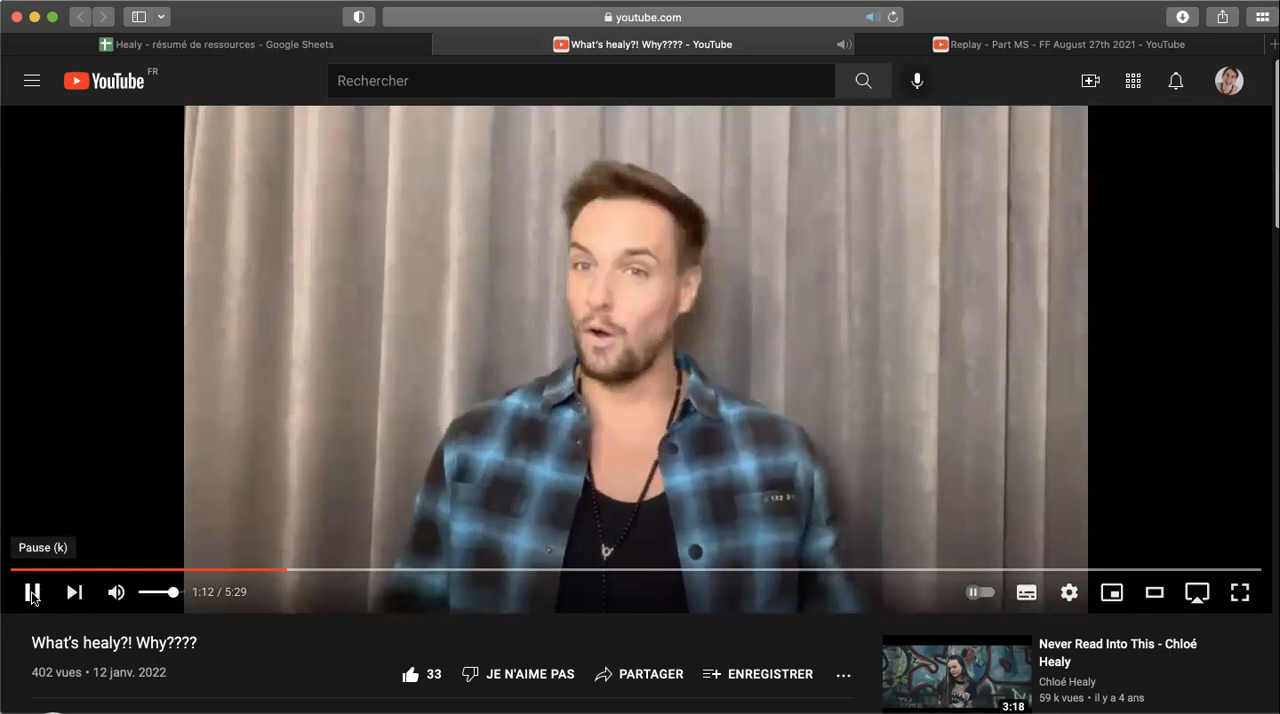 youtube.com
Healy - résumé de ressources - Google Sheets
What's healy?! Why???? - YouTube
Replay - Part MS - FF August 27th 2021 - YouTube
YouTube FR
Rechercher
Pause (k)
1:12 / 5:29
What's healy?! Why????
402 vues • 12 janv. 2022
33
JE N'AIME PAS
PARTAGER
ENREGISTRER
Never Read Into This - Chloé
Healy
Chloé Healy
59 k vues • il y a 4 ans
3:18